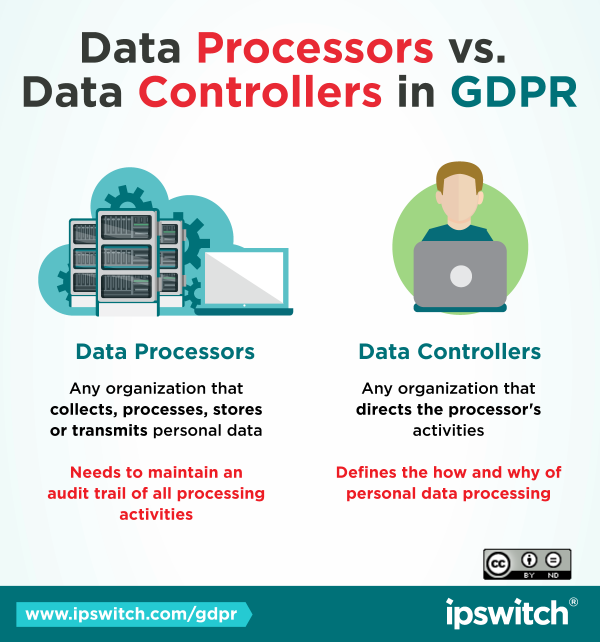 Data Processors vs.
Data Controllers in GDPR
Data Processors
Any organization that
collects, processes, stores
or transmits personal data
Needs to maintain an
audit trail of all processing
activities
Data Controllers
Any organization that
directs the processor's
activities
Defines the how and why of
personal data processing
cc
BY ND
www.ipswitch.com/gdpr
ipswitch®